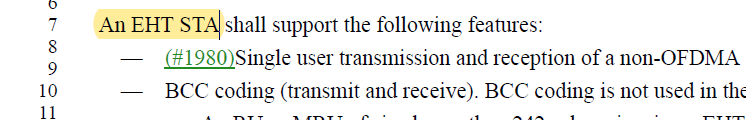 6
7 An EHT STA shall support the following features:
8
— (#1980)Single user transmission and reception of a non-OFDMA
9
10 — BCC coding (transmit and receive). BCC coding is not used in the
11